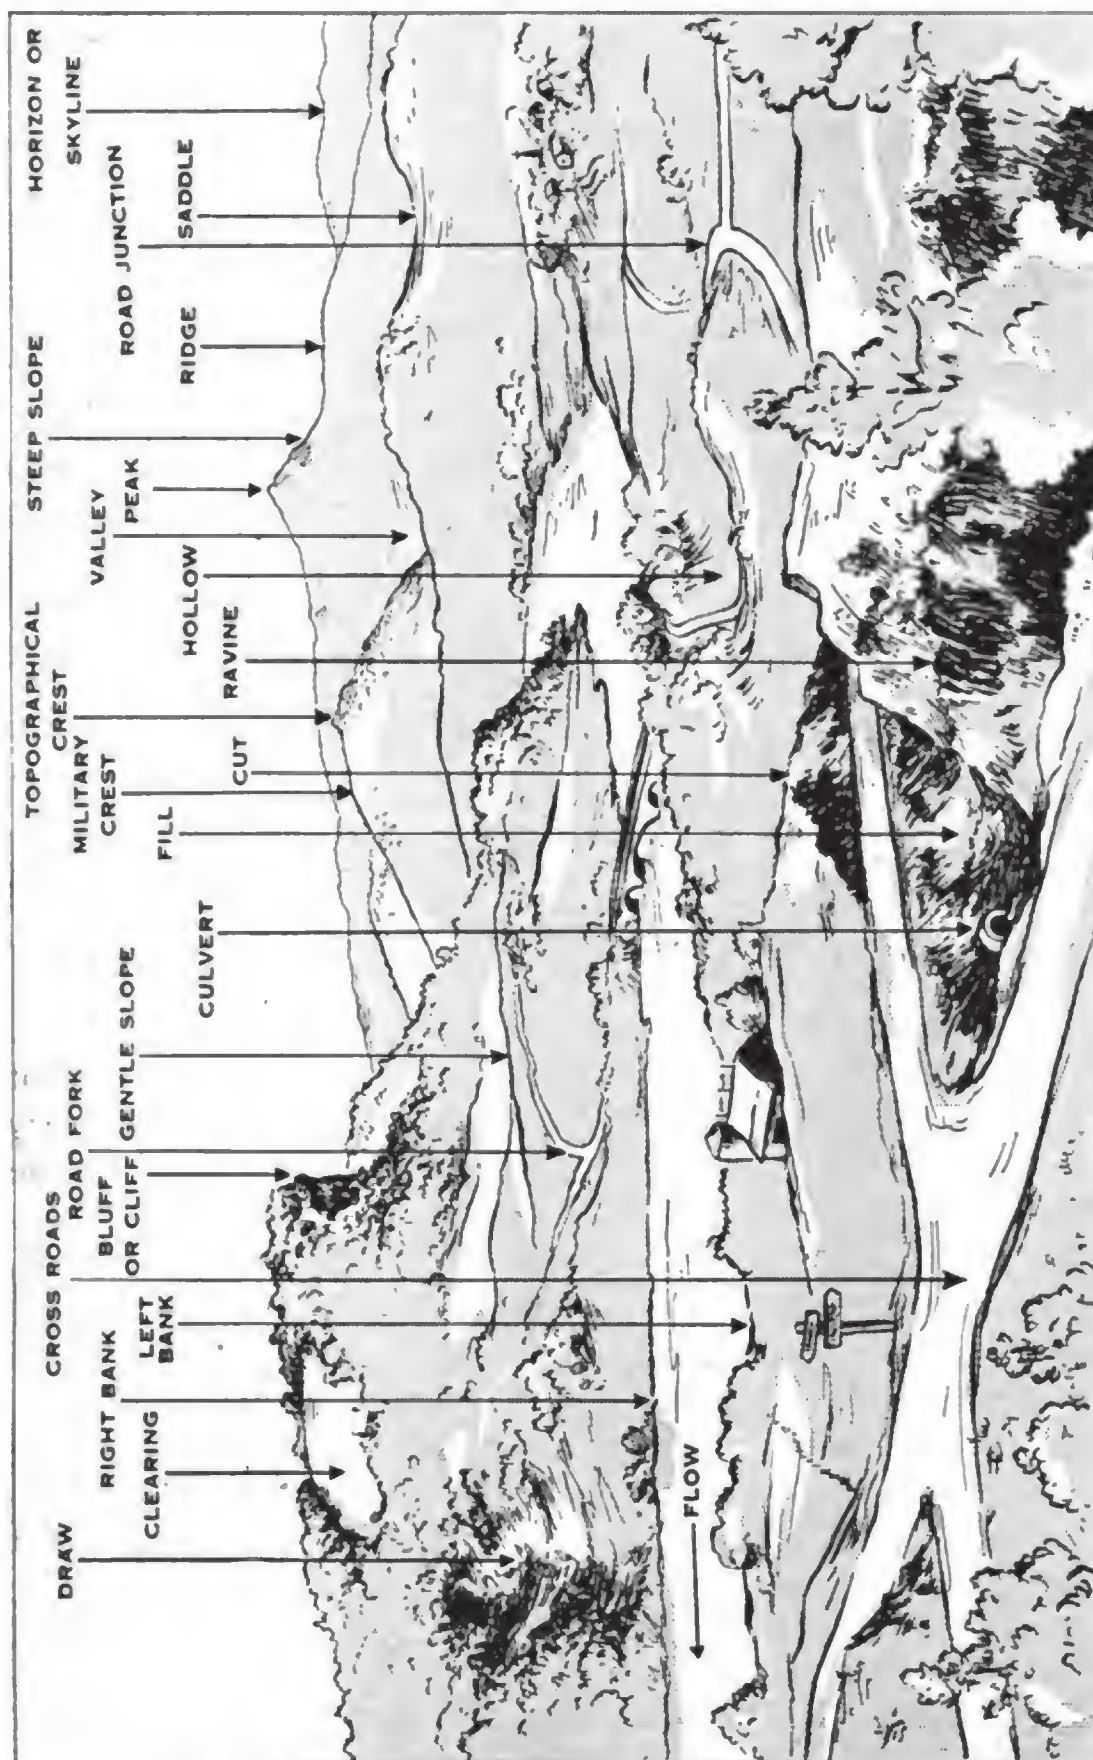 DRAW
CLEARING
RIGHT BANK
LEFT
BANK
CROSS ROADS
ROAD FORK
BLUFF
OR CLIFF
GENTLE SLOPE
CULVERT
FILL
MILITARY
CREST
TOPOGRAPHICAL
CREST
CUT
RAVINE
HOLLOW
VALLEY
PEAK
STEEP SLOPE
RIDGE
ROAD JUNCTION
SADDLE
HORIZON OR
SKYLINE
FLOW